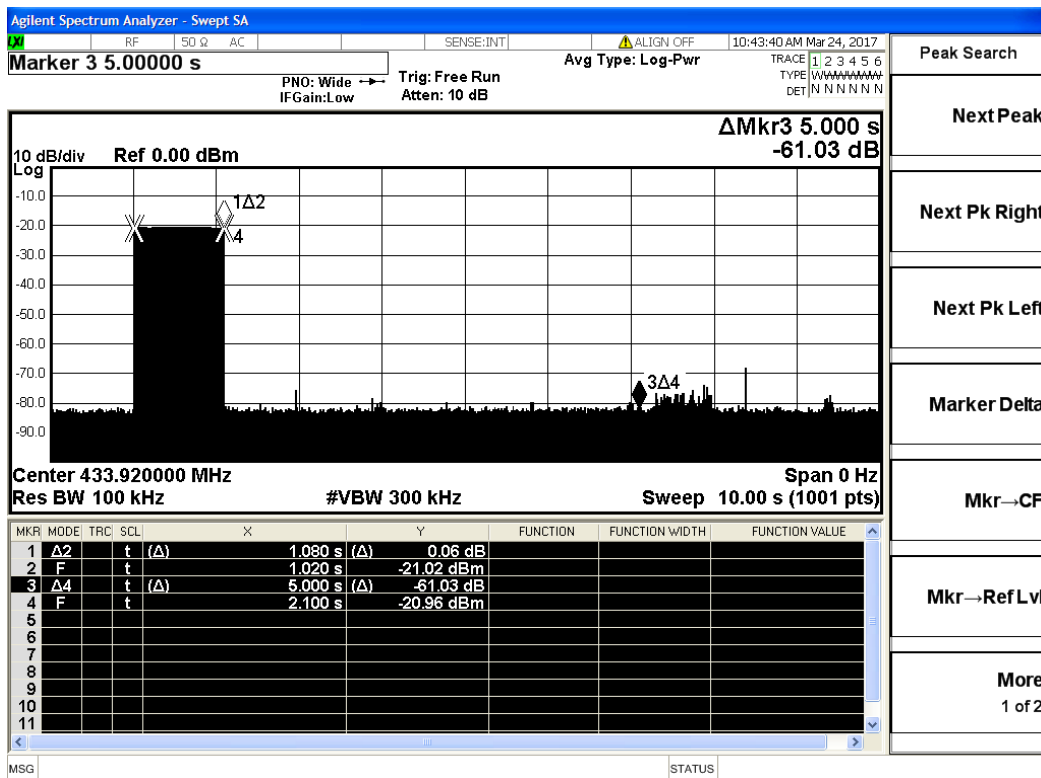 Agilent Spectrum Analyzer - Swept SA
LXI RF 50 Ω AC SENSE:INT ALIGN OFF 10:43:40 AM Mar 24, 2017
Marker 3 5.00000 s
PNO: Wide
IFGain:Low
Trig: Free Run
Atten: 10 dB
Avg Type: Log-Pwr
TRACE 1 2 3 4 5 6
TYPE WWWWWW
DET N N N N N N
ΔMkr3 5.000 s
-61.03 dB
10 dB/div Ref 0.00 dBm
Log
-10.0
-20.0
-30.0
-40.0
-50.0
-60.0
-70.0
-80.0
-90.0
1Δ2
4
3Δ4
Center 433.920000 MHz Span 0 Hz
Res BW 100 kHz #VBW 300 kHz Sweep 10.00 s (1001 pts)
MKR MODE TRC SCL X Y FUNCTION FUNCTION WIDTH FUNCTION VALUE
1 Δ2 t (Δ) 1.080 s (Δ) 0.06 dB
2 F t 1.020 s -21.02 dBm
3 Δ4 t (Δ) 5.000 s (Δ) -61.03 dB
4 F t 2.100 s -20.96 dBm
5
6
7
8
9
10
11
MSG STATUS
Peak Search
Next Peak
Next Pk Right
Next Pk Left
Marker Delta
Mkr→CF
Mkr→Ref Lvl
More
1 of 2